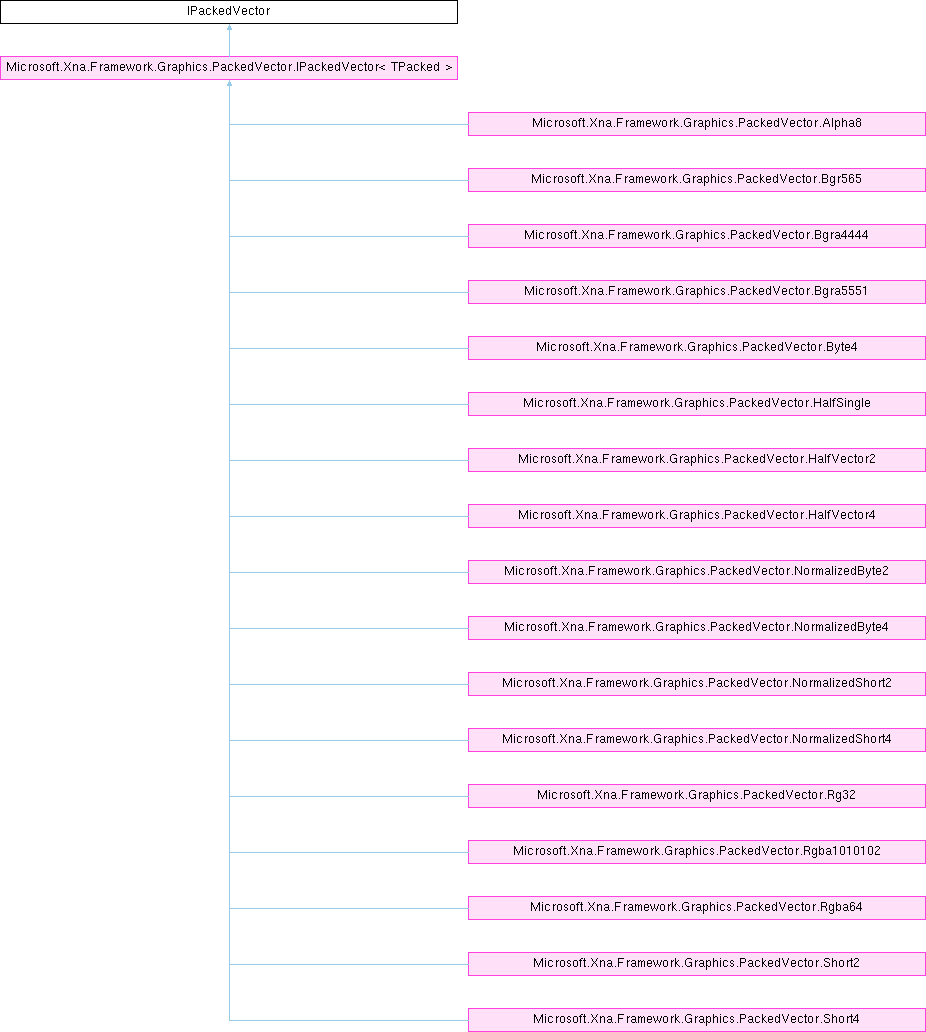 IPackedVector
Microsoft.Xna.Framework.Graphics.PackedVector.IPackedVector< TPacked >
Microsoft.Xna.Framework.Graphics.PackedVector.Alpha8
Microsoft.Xna.Framework.Graphics.PackedVector.Bgr565
Microsoft.Xna.Framework.Graphics.PackedVector.Bgra4444
Microsoft.Xna.Framework.Graphics.PackedVector.Bgra5551
Microsoft.Xna.Framework.Graphics.PackedVector.Byte4
Microsoft.Xna.Framework.Graphics.PackedVector.HalfSingle
Microsoft.Xna.Framework.Graphics.PackedVector.HalfVector2
Microsoft.Xna.Framework.Graphics.PackedVector.HalfVector4
Microsoft.Xna.Framework.Graphics.PackedVector.NormalizedByte2
Microsoft.Xna.Framework.Graphics.PackedVector.NormalizedByte4
Microsoft.Xna.Framework.Graphics.PackedVector.NormalizedShort2
Microsoft.Xna.Framework.Graphics.PackedVector.NormalizedShort4
Microsoft.Xna.Framework.Graphics.PackedVector.Rg32
Microsoft.Xna.Framework.Graphics.PackedVector.Rgba1010102
Microsoft.Xna.Framework.Graphics.PackedVector.Rgba64
Microsoft.Xna.Framework.Graphics.PackedVector.Short2
Microsoft.Xna.Framework.Graphics.PackedVector.Short4